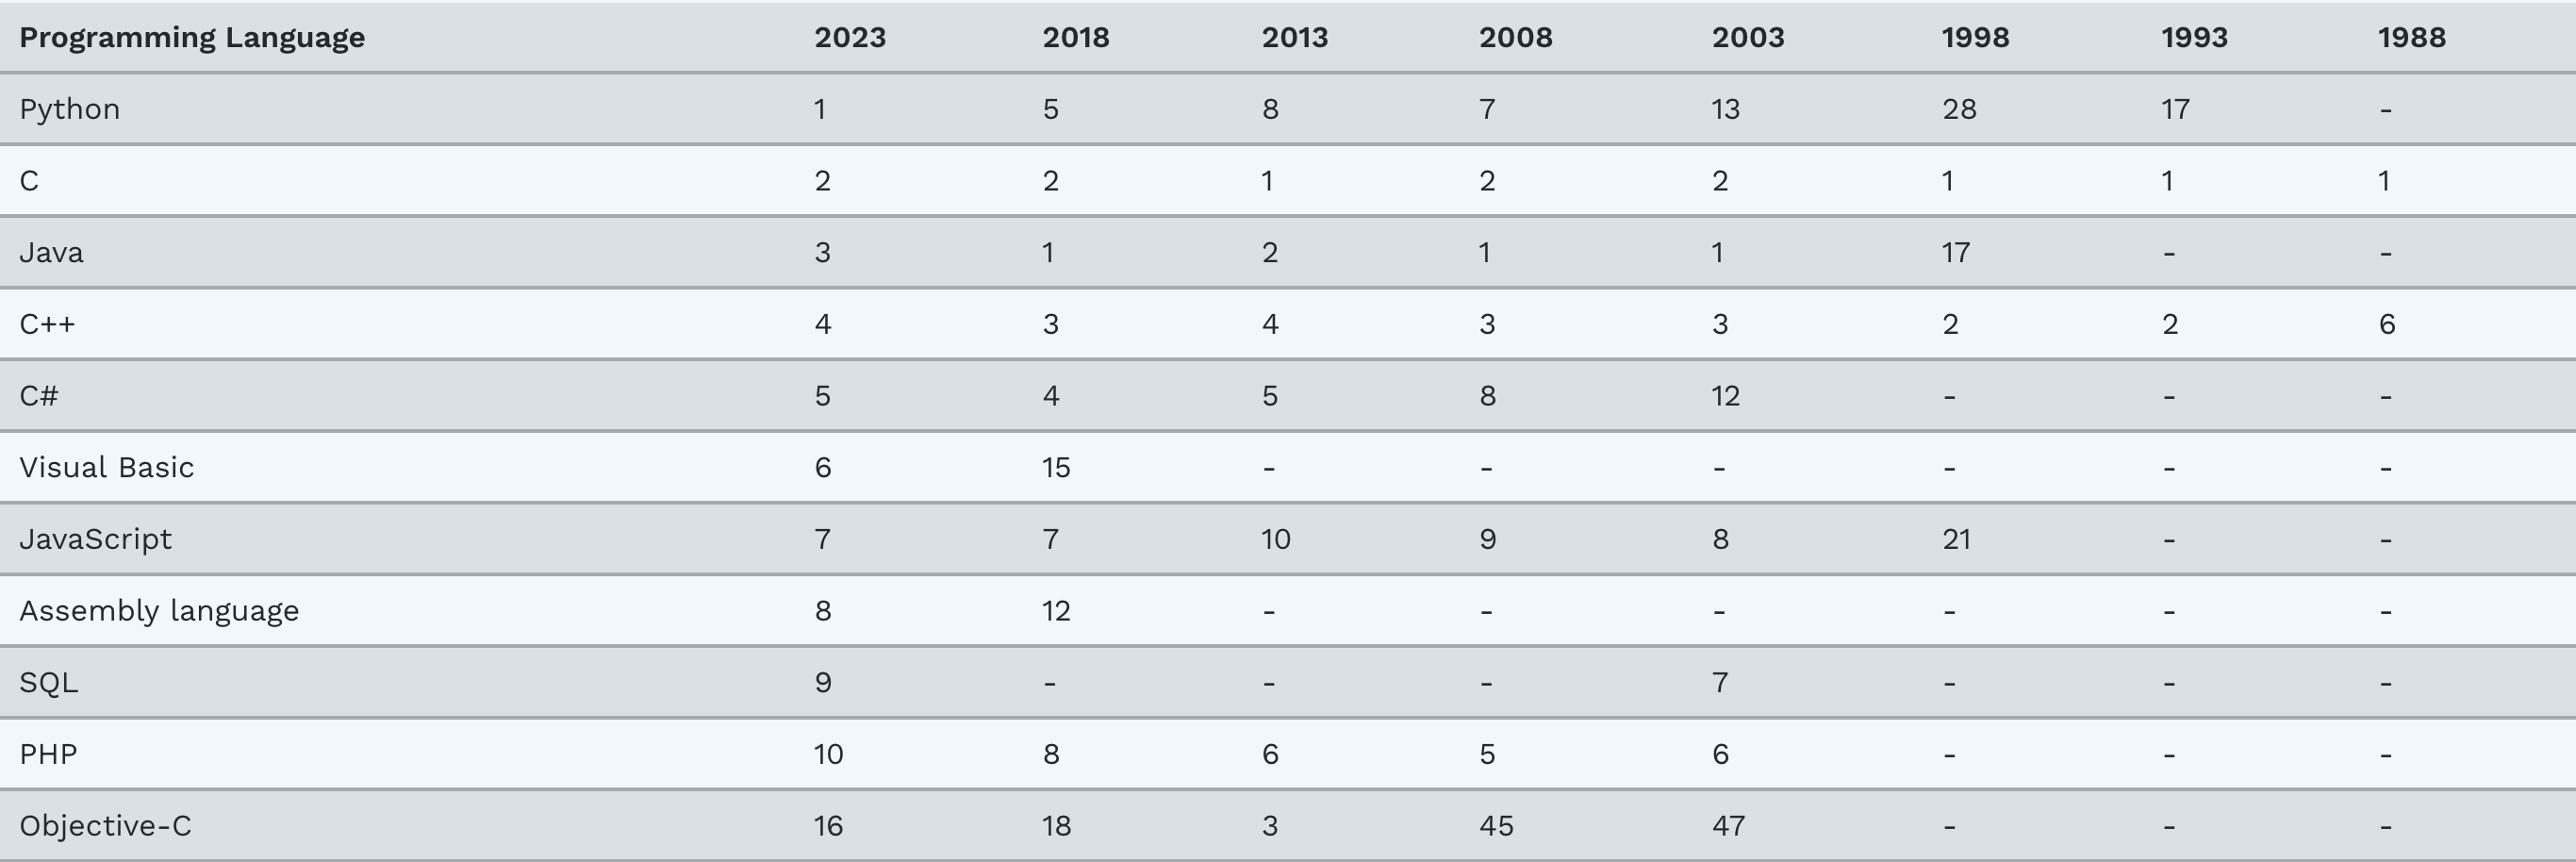 Programming Language 2023 2018 2013 2008 2003 1998 1993 1988
Python 1 5 8 7 13 28 17 -
C 2 2 1 2 2 1 1 1
Java 3 1 2 1 1 17 - -
C++ 4 3 4 3 3 2 2 6
C# 5 4 5 8 12 - - -
Visual Basic 6 15 - - - - - -
JavaScript 7 7 10 9 8 21 - -
Assembly language 8 12 - - - - - -
SQL 9 - - - 7 - - -
PHP 10 8 6 5 6 - - -
Objective-C 16 18 3 45 47 - - -